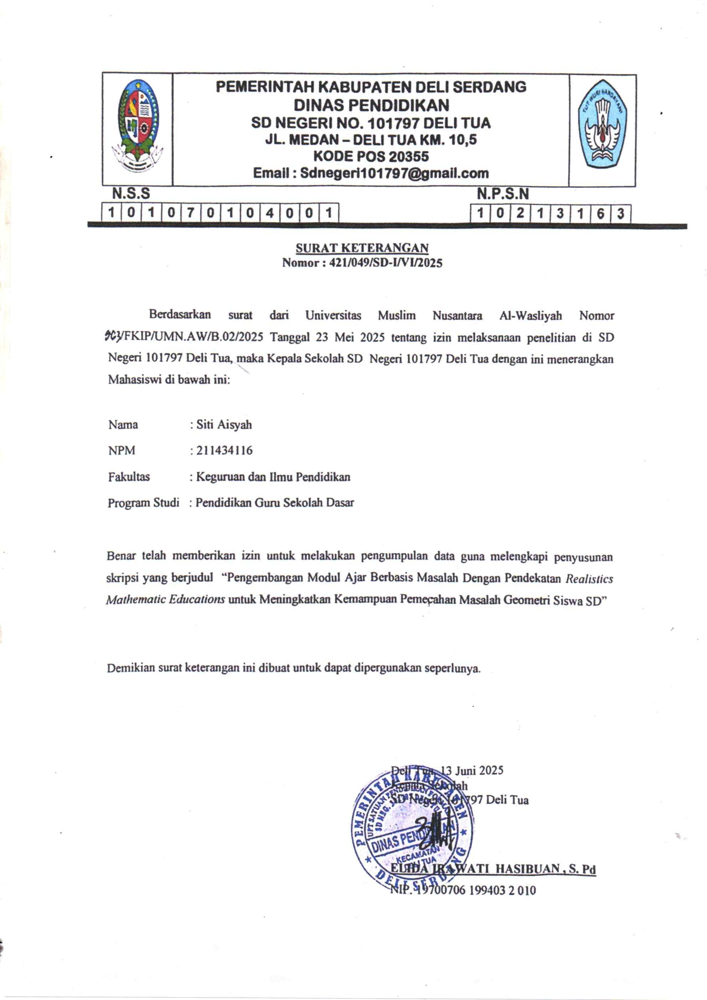 PEMERINTAH KABUPATEN DELI SERDANG
DINAS PENDIDIKAN
SD NEGERI NO. 101797 DELI TUA
JL. MEDAN – DELI TUA KM. 10,5
KODE POS 20355
Email : Sdnegeri101797@gmail.com
TUT WURI HANDAYANI
N.S.S
N.P.S.N
1 0 1 0 7 0 1 0 4 0 0 1
1 0 2 1 3 1 6 3
SURAT KETERANGAN
Nomor : 421/049/SD-I/VI/2025
Berdasarkan surat dari Universitas Muslim Nusantara Al-Wasliyah Nomor
/FKIP/UMN.AW/B.02/2025 Tanggal 23 Mei 2025 tentang izin melaksanaan penelitian di SD
Negeri 101797 Deli Tua, maka Kepala Sekolah SD Negeri 101797 Deli Tua dengan ini menerangkan
Mahasiswi di bawah ini:
Nama : Siti Aisyah
NPM : 211434116
Fakultas : Keguruan dan Ilmu Pendidikan
Program Studi : Pendidikan Guru Sekolah Dasar
Benar telah memberikan izin untuk melakukan pengumpulan data guna melengkapi penyusunan
skripsi yang berjudul “Pengembangan Modul Ajar Berbasis Masalah Dengan Pendekatan Realistics
Mathematic Educations untuk Meningkatkan Kemampuan Pemecahan Masalah Geometri Siswa SD”
Demikian surat keterangan ini dibuat untuk dapat dipergunakan seperlunya.
Deli Tua, 13 Juni 2025
Kepala Sekolah
SD Negeri 101797 Deli Tua
PEMERINTAH KABUPATEN
UPT SATUAN PENDIDIKAN FORMAL
SD NEG.
DINAS PENDIDIKAN
KECAMATAN
DELI TUA
DELI SERDANG
ELIDA IRAWATI HASIBUAN , S. Pd
NIP. 19700706 199403 2 010